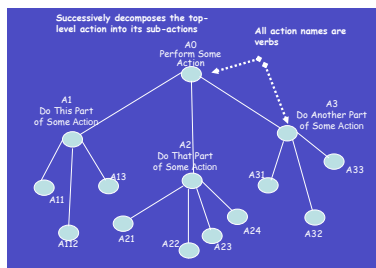 Successively decomposes the top-
level action into its sub-actions
All action names are
verbs
A0
Perform Some
Action
A1
Do This Part
of Some Action
A3
Do Another Part
of Some Action
A2
Do That Part
of Some Action
A11
A13
A112
A21
A22
A23
A24
A31
A32
A33